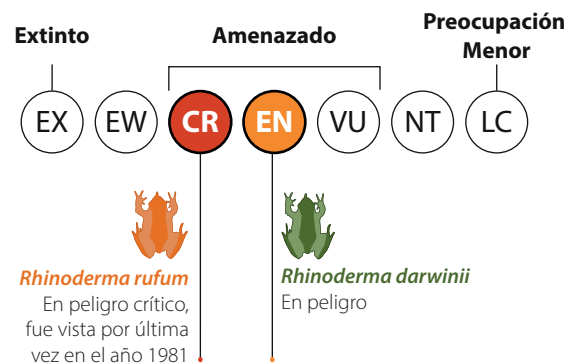 Extinto
Amenazado
Preocupación
Menor
EX
EW
CR
EN
VU
NT
LC
Rhinoderma rufum
En peligro crítico,
fue vista por última
vez en el año 1981
Rhinoderma darwinii
En peligro